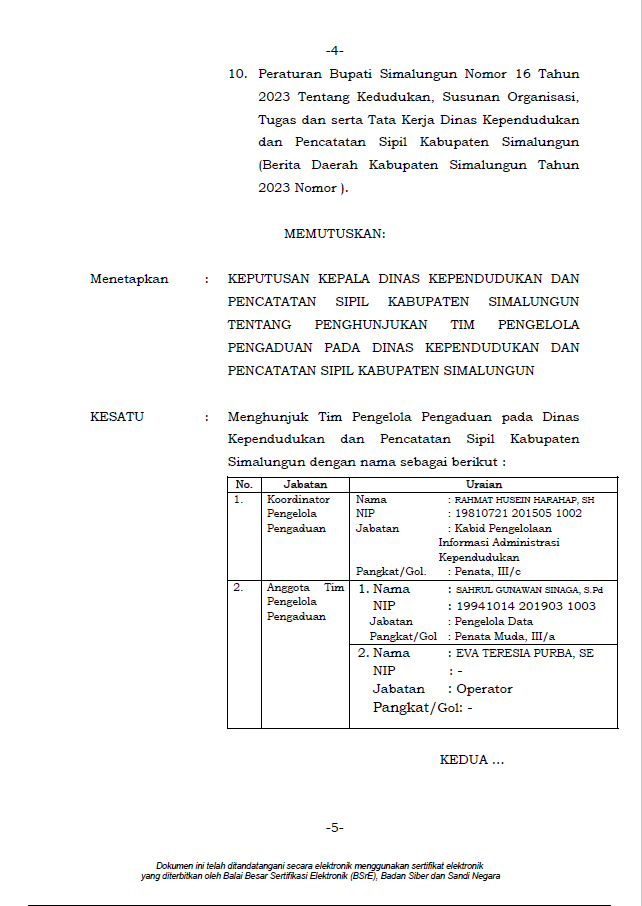 -4-
10. Peraturan Bupati Simalungun Nomor 16 Tahun
2023 Tentang Kedudukan, Susunan Organisasi,
Tugas dan serta Tata Kerja Dinas Kependudukan
dan Pencatatan Sipil Kabupaten Simalungun
(Berita Daerah Kabupaten Simalungun Tahun
2023 Nomor ).
MEMUTUSKAN:
Menetapkan : KEPUTUSAN KEPALA DINAS KEPENDUDUKAN DAN
PENCATATAN SIPIL KABUPATEN SIMALUNGUN
TENTANG PENGHUNJUKAN TIM PENGELOLA
PENGADUAN PADA DINAS KEPENDUDUKAN DAN
PENCATATAN SIPIL KABUPATEN SIMALUNGUN
KESATU : Menghunjuk Tim Pengelola Pengaduan pada Dinas
Kependudukan dan Pencatatan Sipil Kabupaten
Simalungun dengan nama sebagai berikut :
No. Jabatan Uraian
1. Koordinator Nama : RAHMAT HUSEIN HARAHAP, SH
Pengelola NIP : 19810721 201505 1002
Pengaduan Jabatan : Kabid Pengelolaan
Informasi Administrasi
Kependudukan
Pangkat/Gol. : Penata, III/c
2. Anggota Tim 1. Nama : SAHRUL GUNAWAN SINAGA, S.Pd
Pengelola NIP : 19941014 201903 1003
Pengaduan Jabatan : Pengelola Data
Pangkat/Gol : Penata Muda, III/a
2. Nama : EVA TERESIA PURBA, SE
NIP : -
Jabatan : Operator
Pangkat/Gol: -
KEDUA ...
-5-
Dokumen ini telah ditandatangani secara elektronik menggunakan sertifikat elektronik
yang diterbitkan oleh Balai Besar Sertifikasi Elektronik (BSrE), Badan Siber dan Sandi Negara